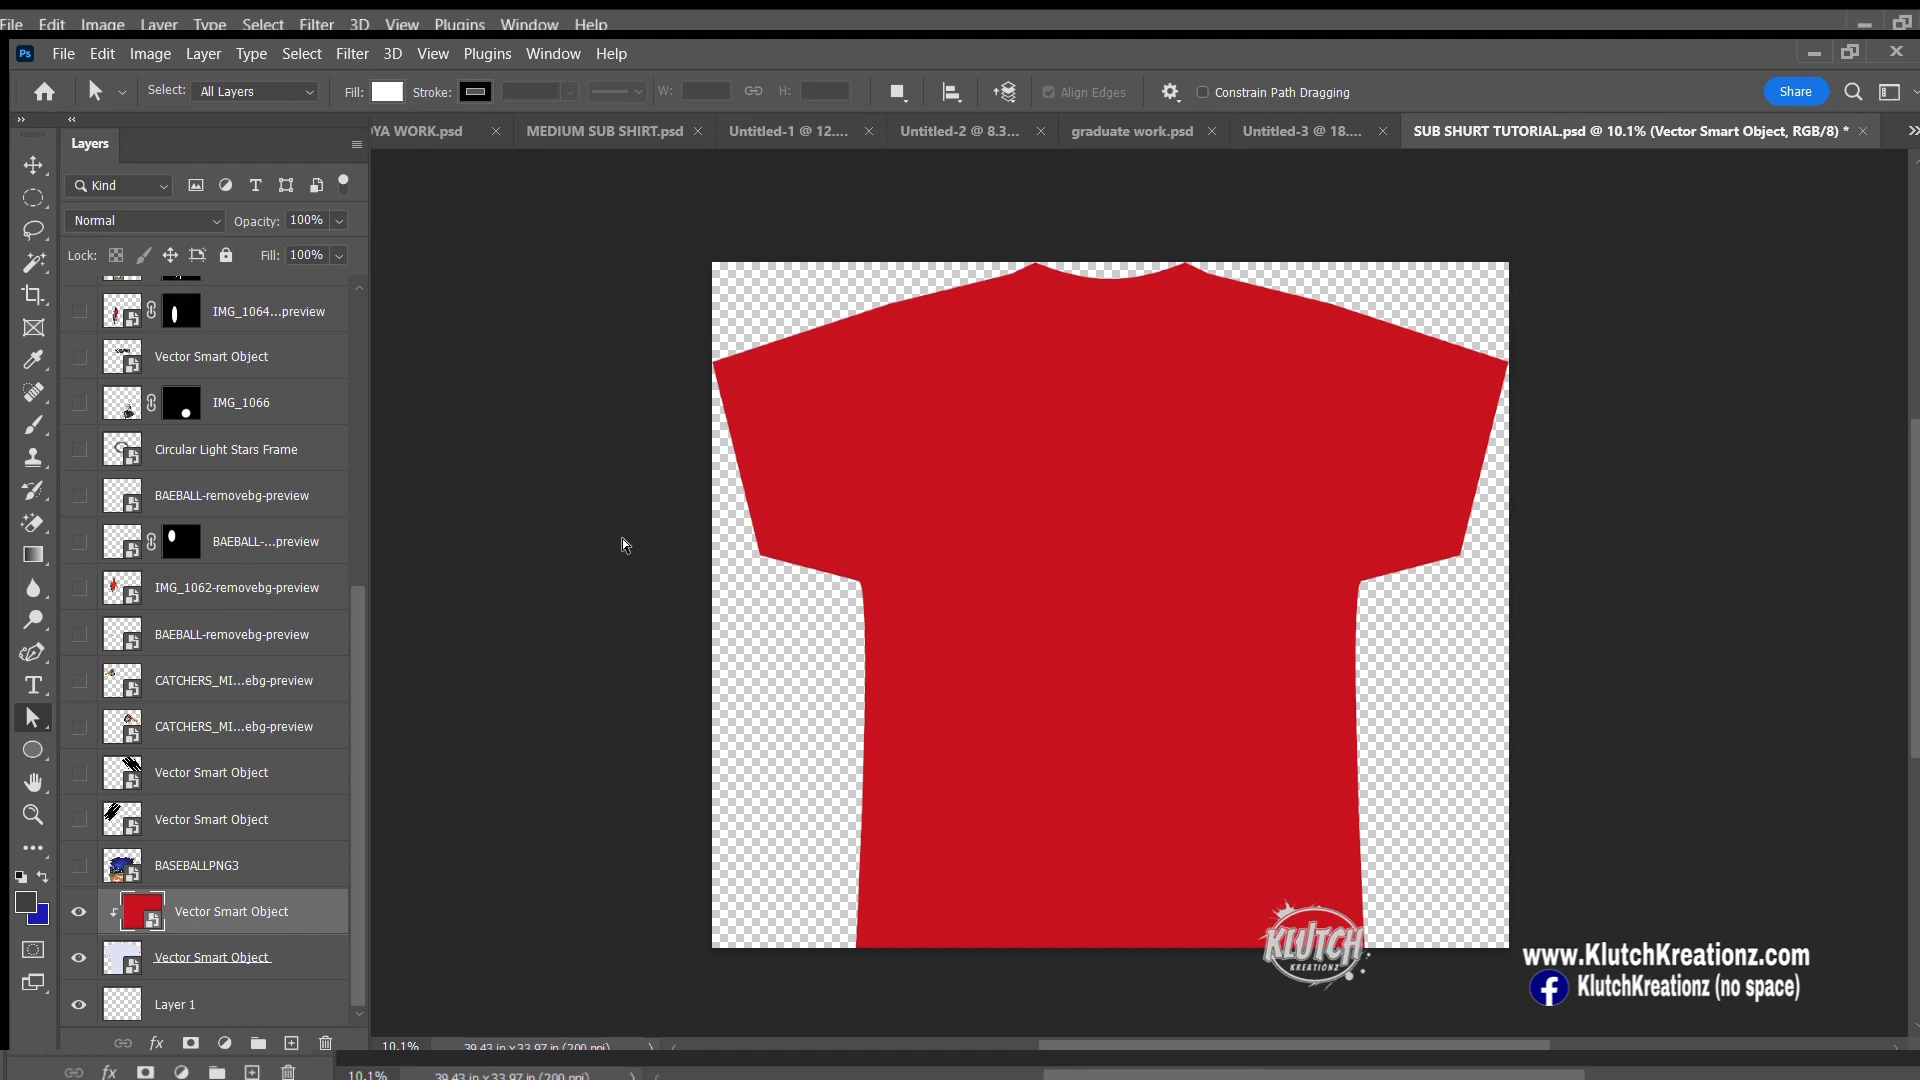 File Edit Image Layer Type Select Filter 3D View Plugins Window Help
Ps File Edit Image Layer Type Select Filter 3D View Plugins Window Help
Select: All Layers Fill: Stroke: W: H: Align Edges Constrain Path Dragging Share
OYA WORK.psd MEDIUM SUB SHIRT.psd Untitled-1 @ 12.... Untitled-2 @ 8.3... graduate work.psd Untitled-3 @ 18.... SUB SHURT TUTORIAL.psd @ 10.1% (Vector Smart Object, RGB/8) *
Layers
Kind
Normal Opacity: 100%
Lock: Fill: 100%
IMG_1064...preview
Vector Smart Object
IMG_1066
Circular Light Stars Frame
BAEBALL-removebg-preview
BAEBALL-...preview
IMG_1062-removebg-preview
BAEBALL-removebg-preview
CATCHERS_MI...ebg-preview
CATCHERS_MI...ebg-preview
Vector Smart Object
Vector Smart Object
BASEBALLPNG3
Vector Smart Object
Vector Smart Object
Layer 1
KLUTCH
KREATIONZ
www.KlutchKreationz.com
KlutchKreationz (no space)
fx 10.1% 39.43 in x 33.97 in (200 ppi)
fx 10.1% 39.43 in x 33.97 in (200 ppi)